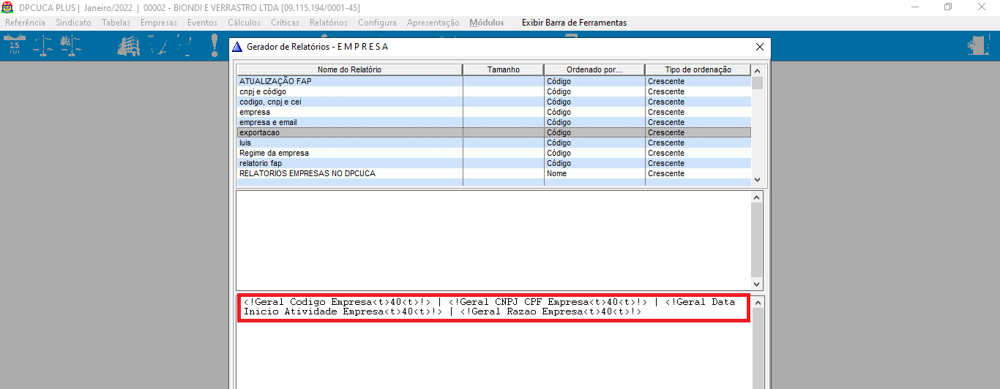 DPCUCA PLUS | Janeiro/2022 | 00002 - BIONDI E VERRASTRO LTDA [09.115.194/0001-45]
Referência Sindicato Tabelas Empresas Eventos Cálculos Críticas Relatórios Configura Apresentação Módulos Exibir Barra de Ferramentas
15
Gerador de Relatórios - E M P R E S A
Nome do Relatório Tamanho Ordenado por... Tipo de ordenação
ATUALIZAÇÃO FAP Código Crescente
cnpj e código Código Crescente
codigo, cnpj e cei Código Crescente
empresa Código Crescente
empresa e email Código Crescente
exportacao Código Crescente
luis Código Crescente
Regime da empresa Código Crescente
relatorio fap Código Crescente
RELATORIOS EMPRESAS NO DPCUCA Nome Crescente
<!Geral Codigo Empresa<t>40<t>!> | <!Geral CNPJ CPF Empresa<t>40<t>!> | <!Geral Data
Inicio Atividade Empresa<t>40<t>!> | <!Geral Razao Empresa<t>40<t>!>